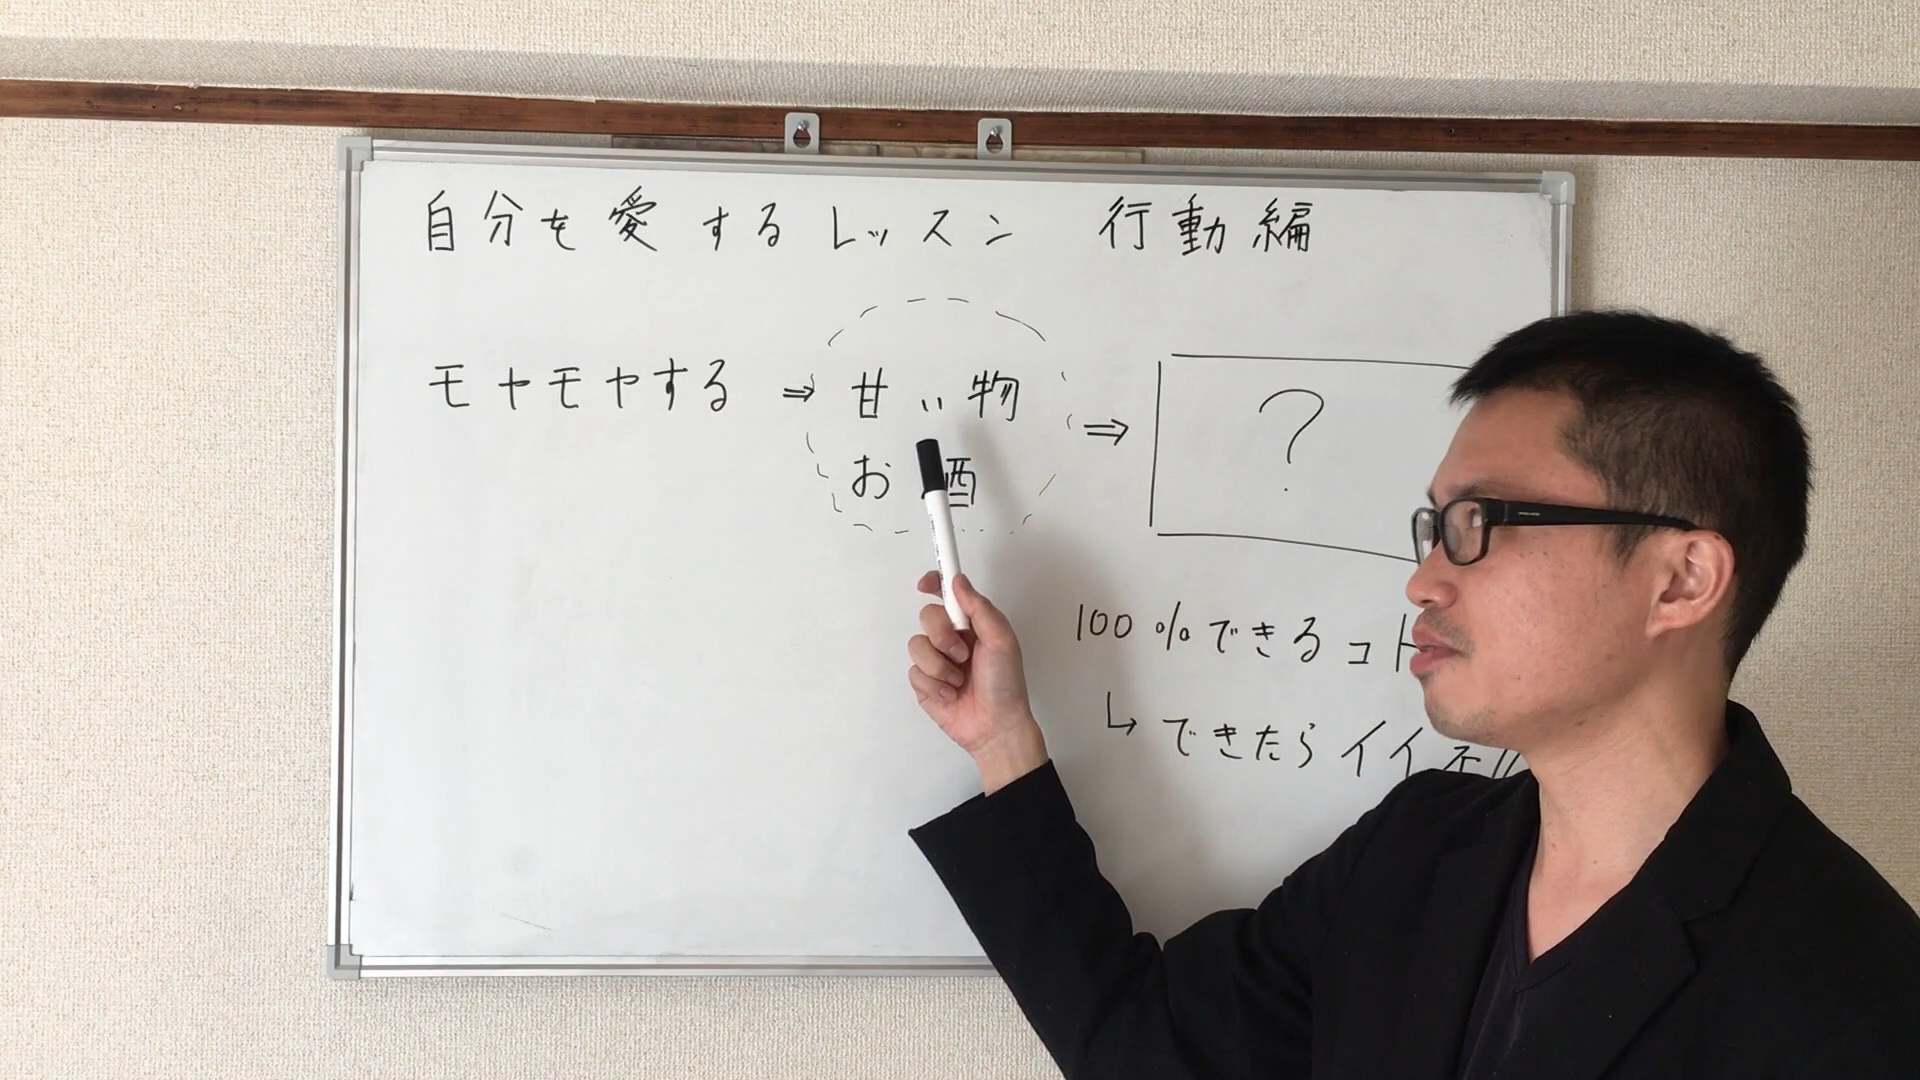 自分を愛するレッスン 行動編
モヤモヤする ⇒ 甘い物 ⇒ ?
お酒
100%できるコト
↳ できたらイイネ!!